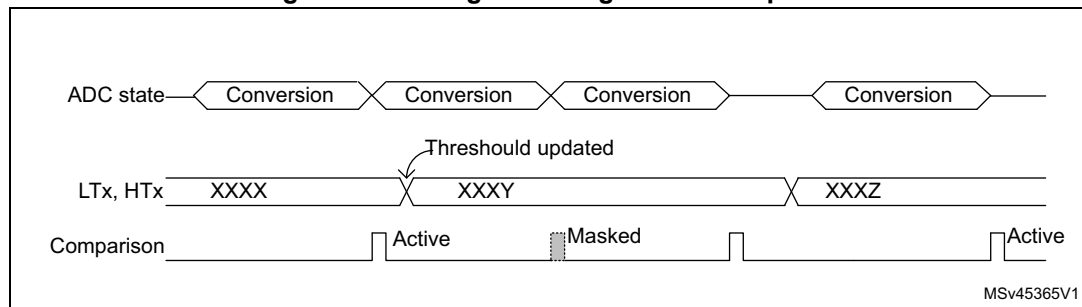 ADC state Conversion Conversion Conversion Conversion
Threshould updated
LTx, HTx XXXX XXXY XXXZ
Comparison Active Masked Active
MSv45365V1